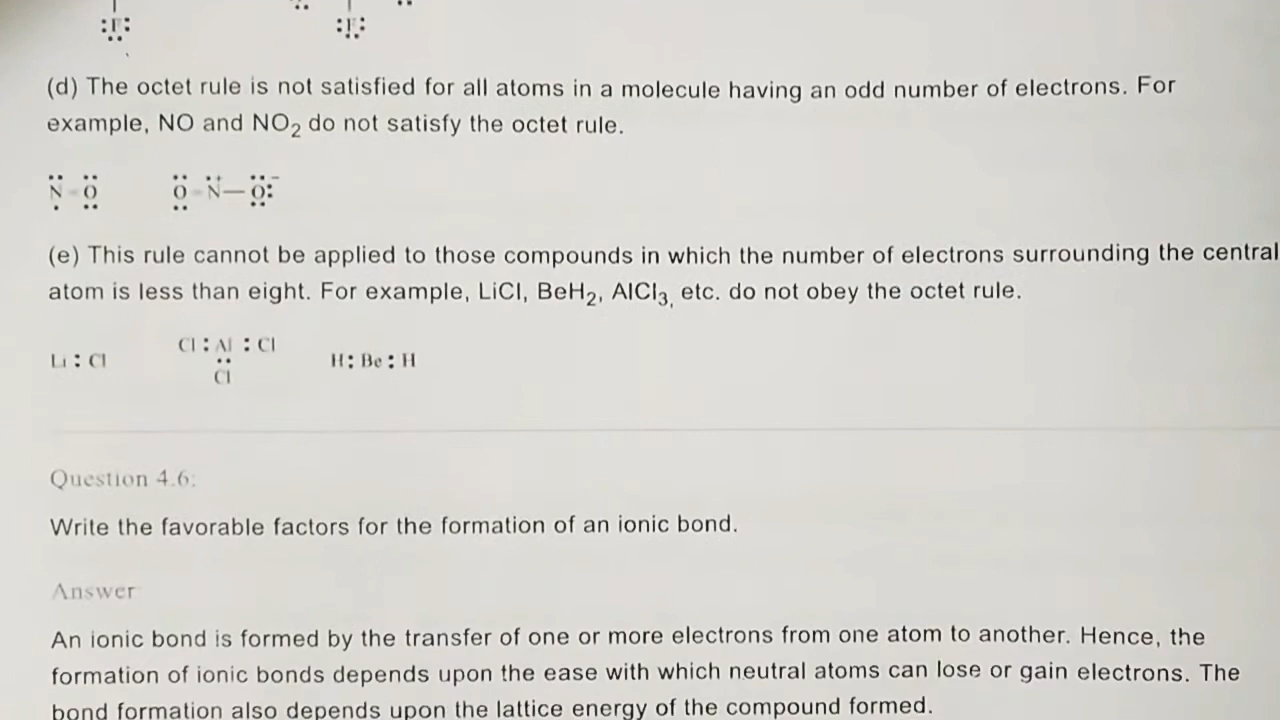 :F: :F:
(d) The octet rule is not satisfied for all atoms in a molecule having an odd number of electrons. For
example, NO and NO₂ do not satisfy the octet rule.
N O O N—O:⁻
(e) This rule cannot be applied to those compounds in which the number of electrons surrounding the central
atom is less than eight. For example, LiCl, BeH₂, AlCl₃, etc. do not obey the octet rule.
Li : Cl Cl : Al : Cl H : Be : H
Cl
Question 4.6:
Write the favorable factors for the formation of an ionic bond.
Answer
An ionic bond is formed by the transfer of one or more electrons from one atom to another. Hence, the
formation of ionic bonds depends upon the ease with which neutral atoms can lose or gain electrons. The
bond formation also depends upon the lattice energy of the compound formed.